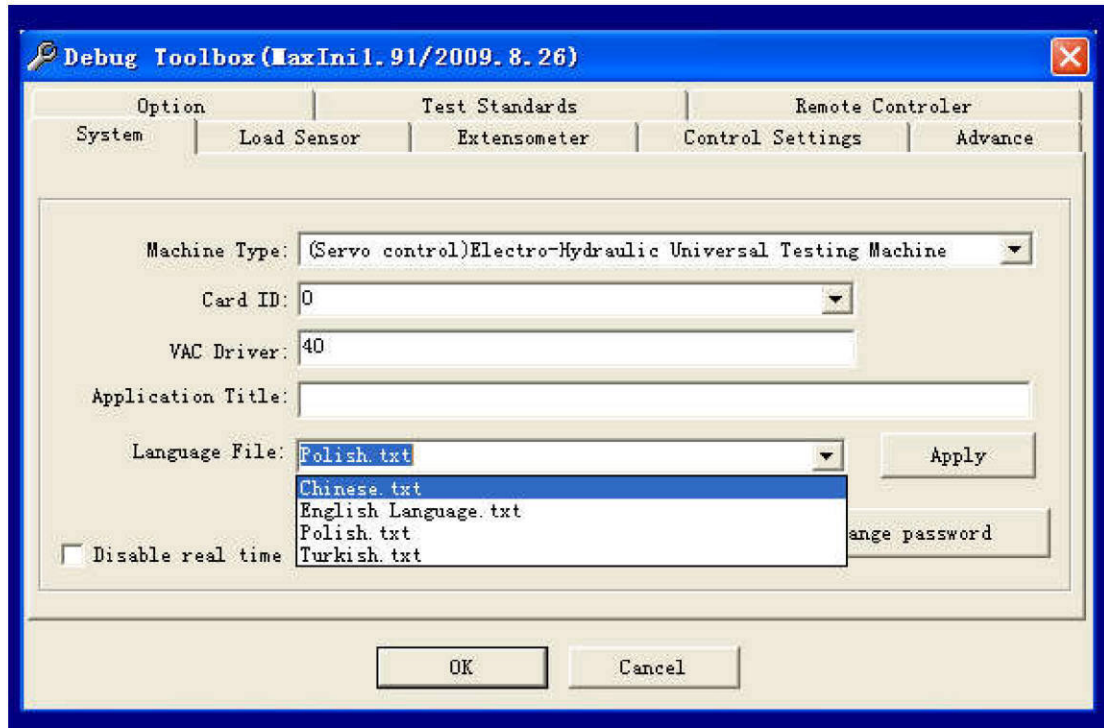 Debug Toolbox(MaxIni1.91/2009.8.26)
Option Test Standards Remote Controler
System Load Sensor Extensometer Control Settings Advance
Machine Type: (Servo control)Electro-Hydraulic Universal Testing Machine
Card ID: 0
VAC Driver: 40
Application Title:
Language File: Polish.txt Apply
Chinese.txt
English Language.txt
Polish.txt
ange password
Disable real time Turkish.txt
OK Cancel